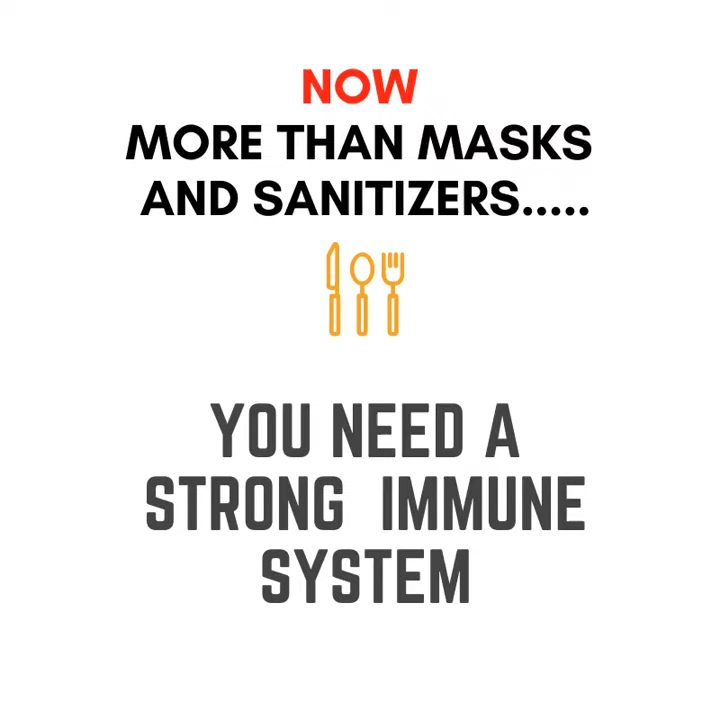 NOW
MORE THAN MASKS
AND SANITIZERS.....
YOU NEED A
STRONG IMMUNE
SYSTEM